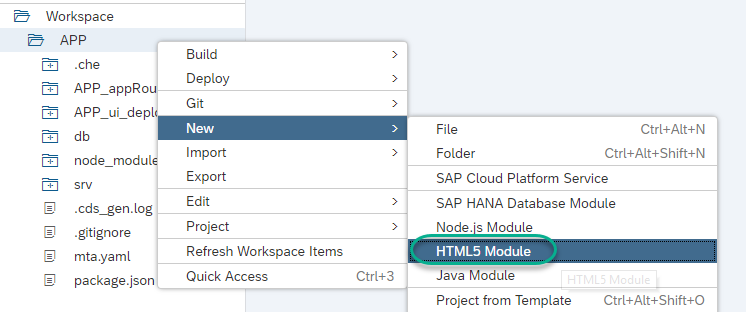 Workspace
APP
.che
APP_appRou
APP_ui_deplo
db
node_module
srv
.cds_gen.log
.gitignore
mta.yaml
package.json
Build
Deploy
Git
New
Import
Export
Edit
Project
Refresh Workspace Items
Quick Access Ctrl+3
File Ctrl+Alt+N
Folder Ctrl+Alt+Shift+N
SAP Cloud Platform Service
SAP HANA Database Module
Node.js Module
HTML5 Module
HTML5 Module
Java Module
Project from Template Ctrl+Alt+Shift+O